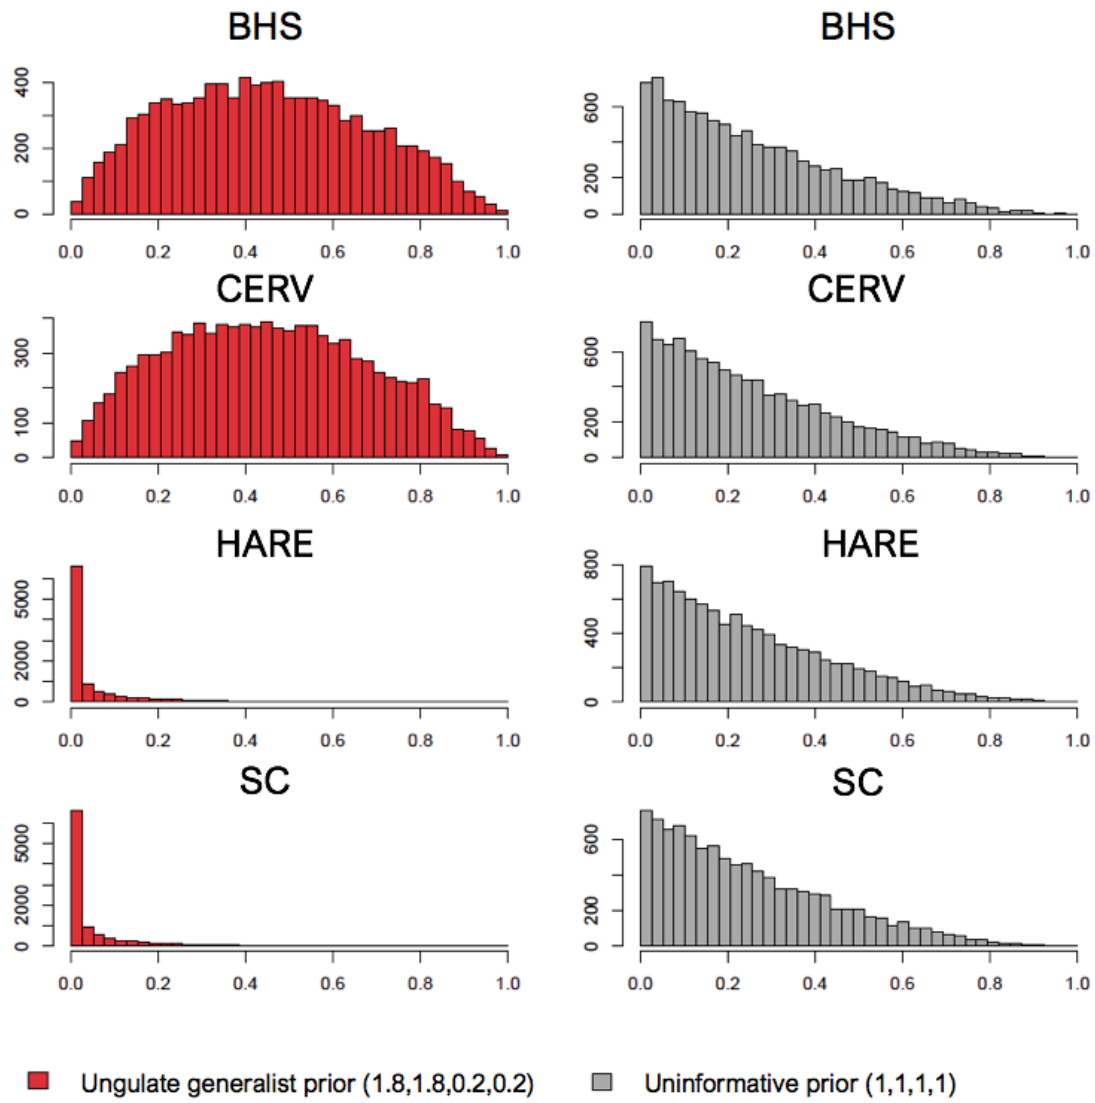 BHS BHS
0 200 400
0 200 600
0.0 0.2 0.4 0.6 0.8 1.0 0.0 0.2 0.4 0.6 0.8 1.0
CERV CERV
0 100 300
0 200 600
0.0 0.2 0.4 0.6 0.8 1.0 0.0 0.2 0.4 0.6 0.8 1.0
HARE HARE
0 2000 5000
0 400 800
0.0 0.2 0.4 0.6 0.8 1.0 0.0 0.2 0.4 0.6 0.8 1.0
SC SC
0 2000 5000
0 200 600
0.0 0.2 0.4 0.6 0.8 1.0 0.0 0.2 0.4 0.6 0.8 1.0
Ungulate generalist prior (1.8,1.8,0.2,0.2) Uninformative prior (1,1,1,1)